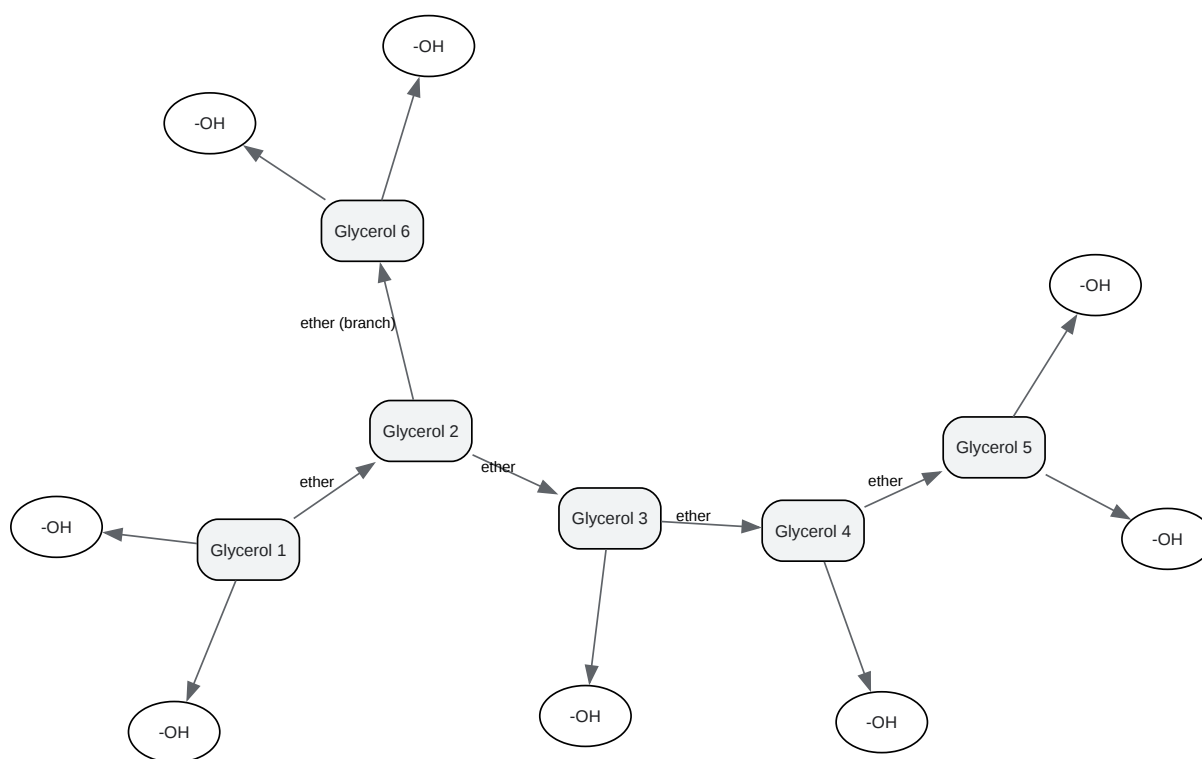 -OH
-OH
Glycerol 6
-OH
ether (branch)
Glycerol 2
Glycerol 5
ether
ether
ether
Glycerol 3
ether
Glycerol 4
-OH
Glycerol 1
-OH
-OH
-OH
-OH